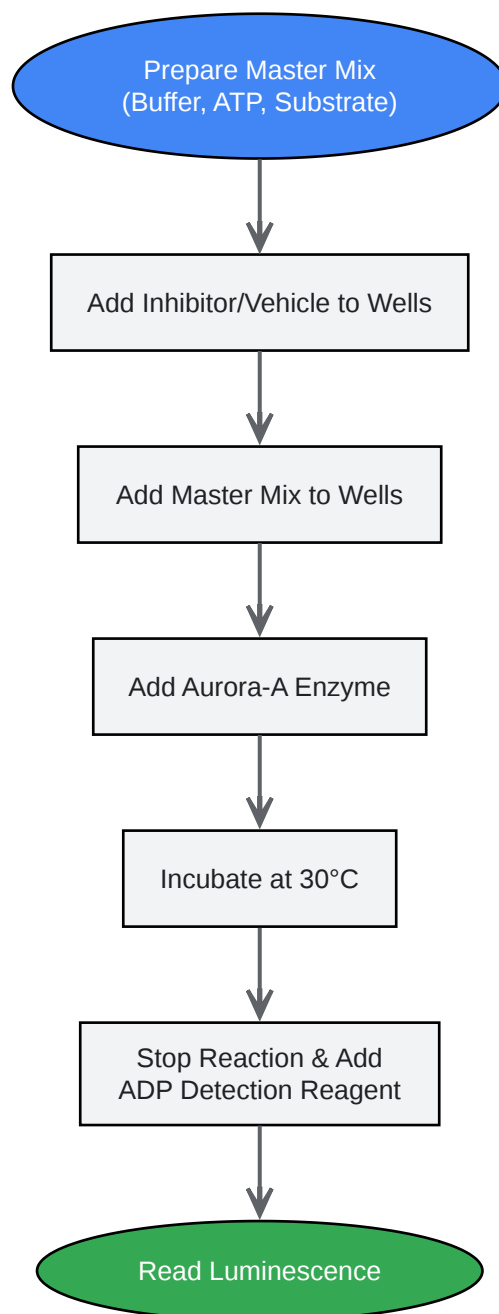 Prepare Master Mix
(Buffer, ATP, Substrate)
Add Inhibitor/Vehicle to Wells
Add Master Mix to Wells
Add Aurora-A Enzyme
Incubate at 30°C
Stop Reaction & Add
ADP Detection Reagent
Read Luminescence